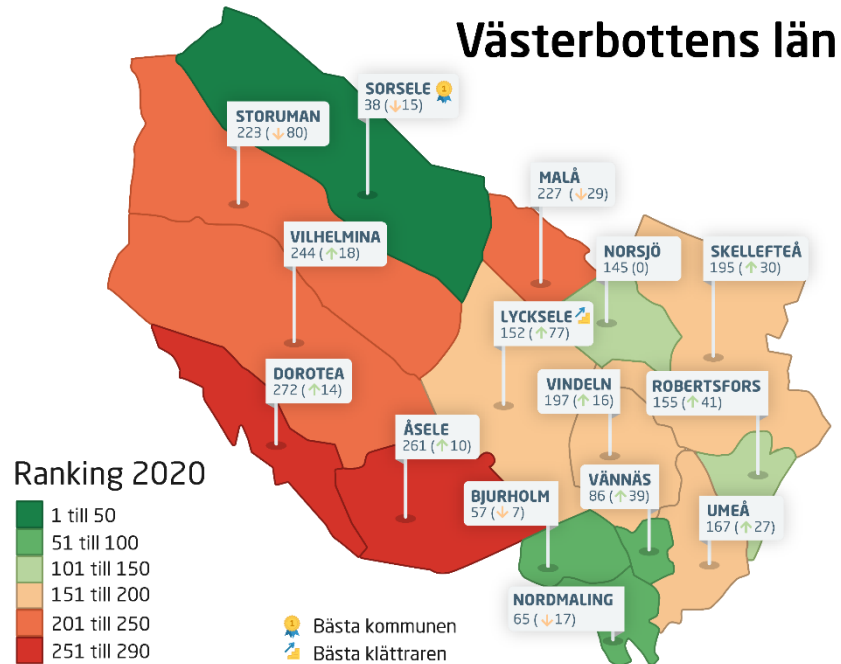 Västerbottens län
SORSELE
38 (↓15)
STORUMAN
223 (↓80)
MALÅ
227 (↓29)
VILHELMINA
244 (↑18)
NORSJÖ
145 (0)
SKELLEFTEÅ
195 (↑30)
LYCKSELE
152 (↑77)
DOROTEA
272 (↑14)
VINDELN
197 (↑16)
ROBERTSFORS
155 (↑41)
ÅSELE
261 (↑10)
BJURHOLM
57 (↓7)
VÄNNÄS
86 (↑39)
UMEÅ
167 (↑27)
NORDMALING
65 (↓17)
Ranking 2020
1 till 50
51 till 100
101 till 150
151 till 200
201 till 250
251 till 290
1 Bästa kommunen
Bästa klättraren